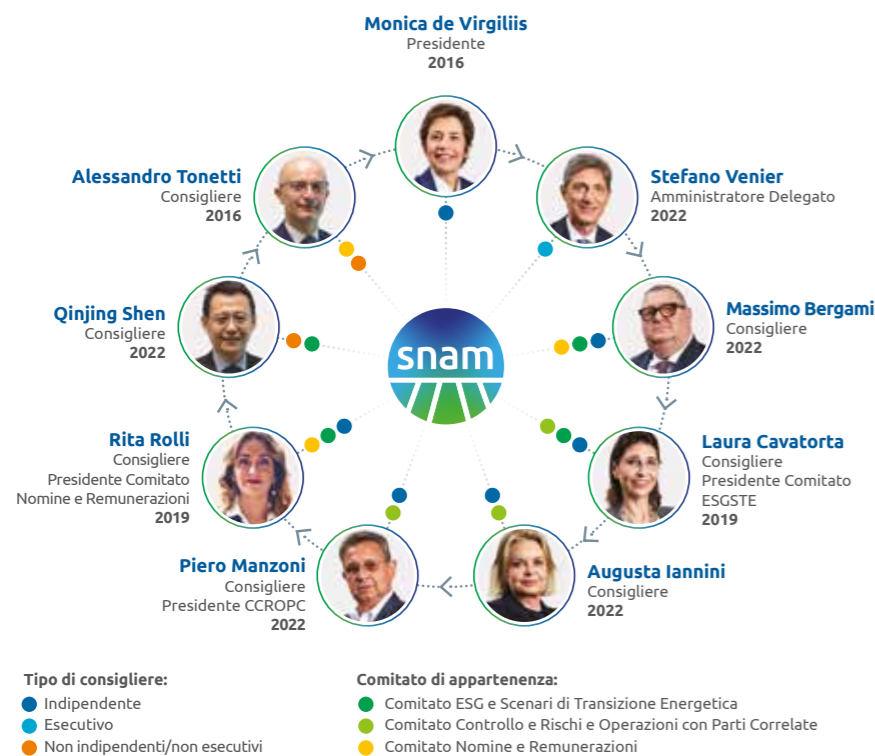 Monica de Virgiliis
Presidente
2016
Stefano Venier
Amministratore Delegato
2022
Massimo Bergami
Consigliere
2022
Laura Cavatorta
Consigliere
Presidente Comitato
ESGSTE
2019
Augusta Iannini
Consigliere
2022
Piero Manzoni
Consigliere
Presidente CCROPC
2022
Rita Rolli
Consigliere
Presidente Comitato
Nomine e Remunerazioni
2019
Qinjing Shen
Consigliere
2022
Alessandro Tonetti
Consigliere
2016
snam
Tipo di consigliere:
Indipendente
Esecutivo
Non indipendenti/non esecutivi
Comitato di appartenenza:
Comitato ESG e Scenari di Transizione Energetica
Comitato Controllo e Rischi e Operazioni con Parti Correlate
Comitato Nomine e Remunerazioni